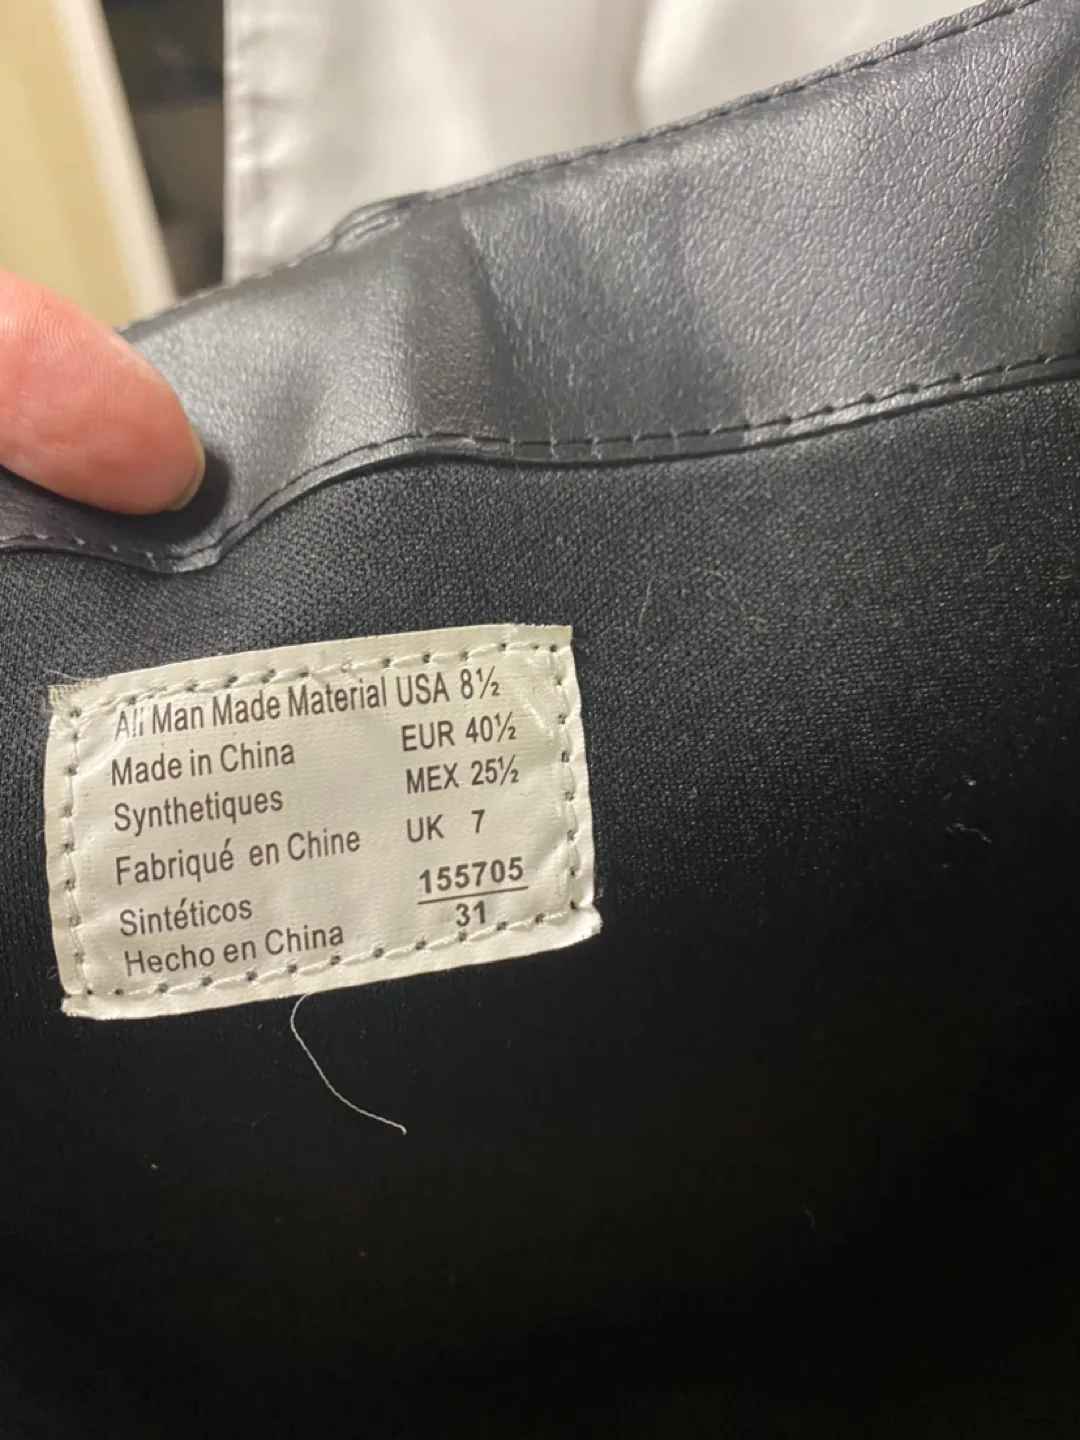 All Man Made Material USA 8½
Made in China EUR 40½
Synthetiques MEX 25½
Fabriqué en Chine UK 7
Sintéticos 155705
Hecho en China 31